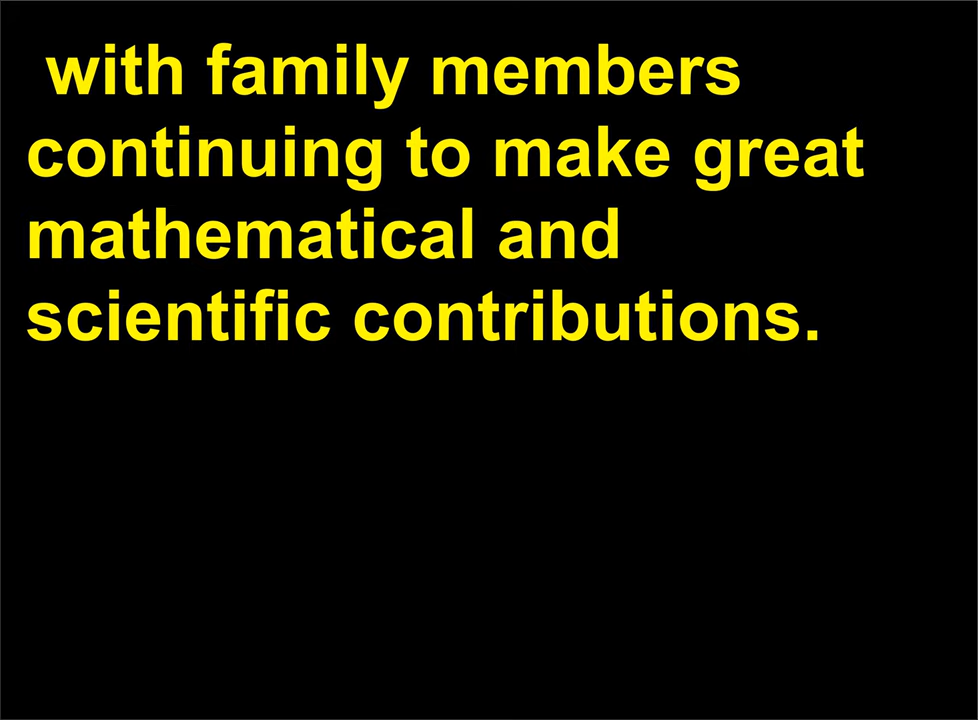 with family members
continuing to make great
mathematical and
scientific contributions.